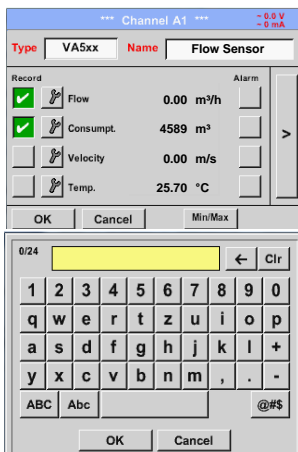 *** Channel A1 ***
~ 0.0 V
~ 0 mA
Type VA5xx Name Flow Sensor
Record Alarm
Flow 0.00 m³/h
Consumpt. 4589 m³
Velocity 0.00 m/s
Temp. 25.70 °C
>
OK Cancel Min/Max
0/24 ← Clr
1 2 3 4 5 6 7 8 9 0
q w e r t z u i o p
a s d f g h j k l +
y x c v b n m , . -
ABC Abc @#$
OK Cancel